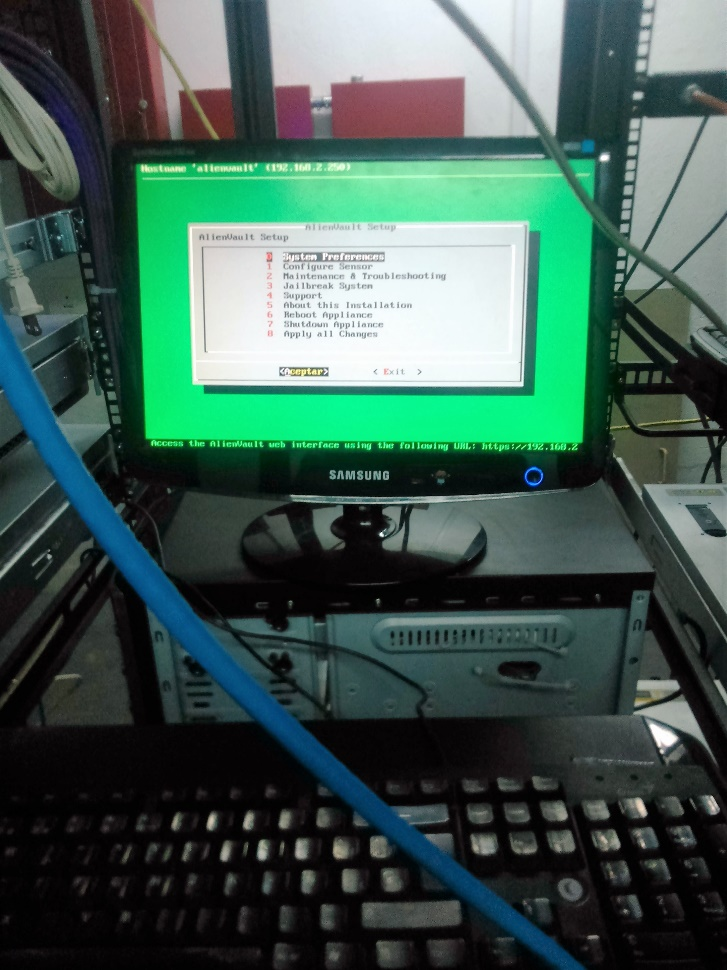 Hostname 'alienvault' (192.168.2.250)
AlienVault Setup
AlienVault Setup
0 System Preferences
1 Configure Sensor
2 Maintenance & Troubleshooting
3 Jailbreak System
4 Support
5 About this Installation
6 Reboot Appliance
7 Shutdown Appliance
8 Apply all Changes
<Aceptar> < Exit >
Access the AlienVault web interface using the following URL: https://192.168.2
SAMSUNG